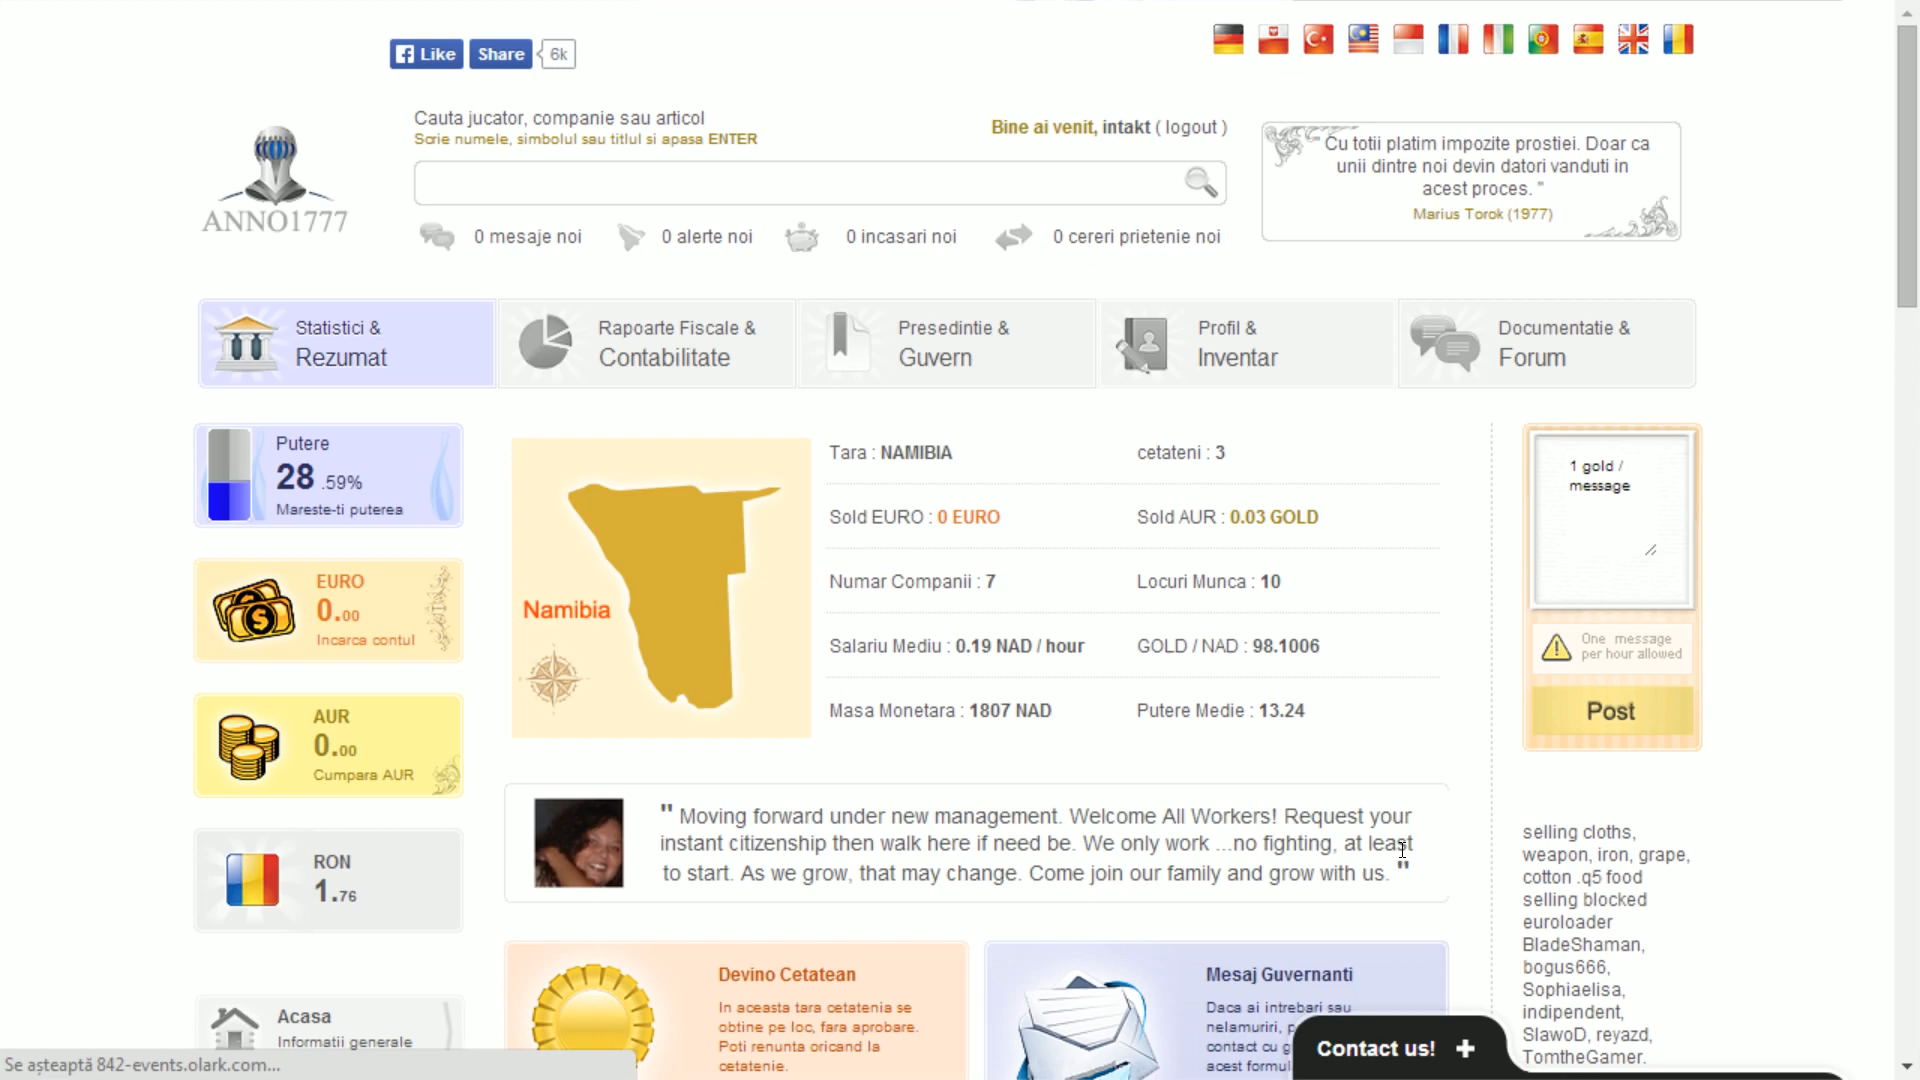 Like
Share
6k
Cauta jucator, companie sau articol
Scrie numele, simbolul sau titlul si apasa ENTER
Bine ai venit, intakt ( logout )
" Cu totii platim impozite prostiei. Doar ca
unii dintre noi devin datori vanduti in
acest proces. "
Marius Torok (1977)
ANNO1777
0 mesaje noi
0 alerte noi
0 incasari noi
0 cereri prietenie noi
Statistici &
Rezumat
Rapoarte Fiscale &
Contabilitate
Presedintie &
Guvern
Profil &
Inventar
Documentatie &
Forum
Putere
28 .59%
Mareste-ti puterea
EURO
0.00
Incarca contul
AUR
0.00
Cumpara AUR
RON
1.76
Acasa
Informatii generale
Namibia
Tara : NAMIBIA
cetateni : 3
Sold EURO : 0 EURO
Sold AUR : 0.03 GOLD
Numar Companii : 7
Locuri Munca : 10
Salariu Mediu : 0.19 NAD / hour
GOLD / NAD : 98.1006
Masa Monetara : 1807 NAD
Putere Medie : 13.24
" Moving forward under new management. Welcome All Workers! Request your
instant citizenship then walk here if need be. We only work ...no fighting, at least
to start. As we grow, that may change. Come join our family and grow with us. "
Devino Cetatean
In aceasta tara cetatenia se
obtine pe loc, fara aprobare.
Poti renunta oricand la
cetatenie.
Mesaj Guvernanti
Daca ai intrebari sau
nelamuriri, p
contact cu g
acest formul
1 gold /
message
One message
per hour allowed
Post
selling cloths,
weapon, iron, grape,
cotton .q5 food
selling blocked
euroloader
BladeShaman,
bogus666,
Sophiaelisa,
indipendent,
SlawoD, reyazd,
TomtheGamer.
Contact us!
Se așteaptă 842-events.olark.com...